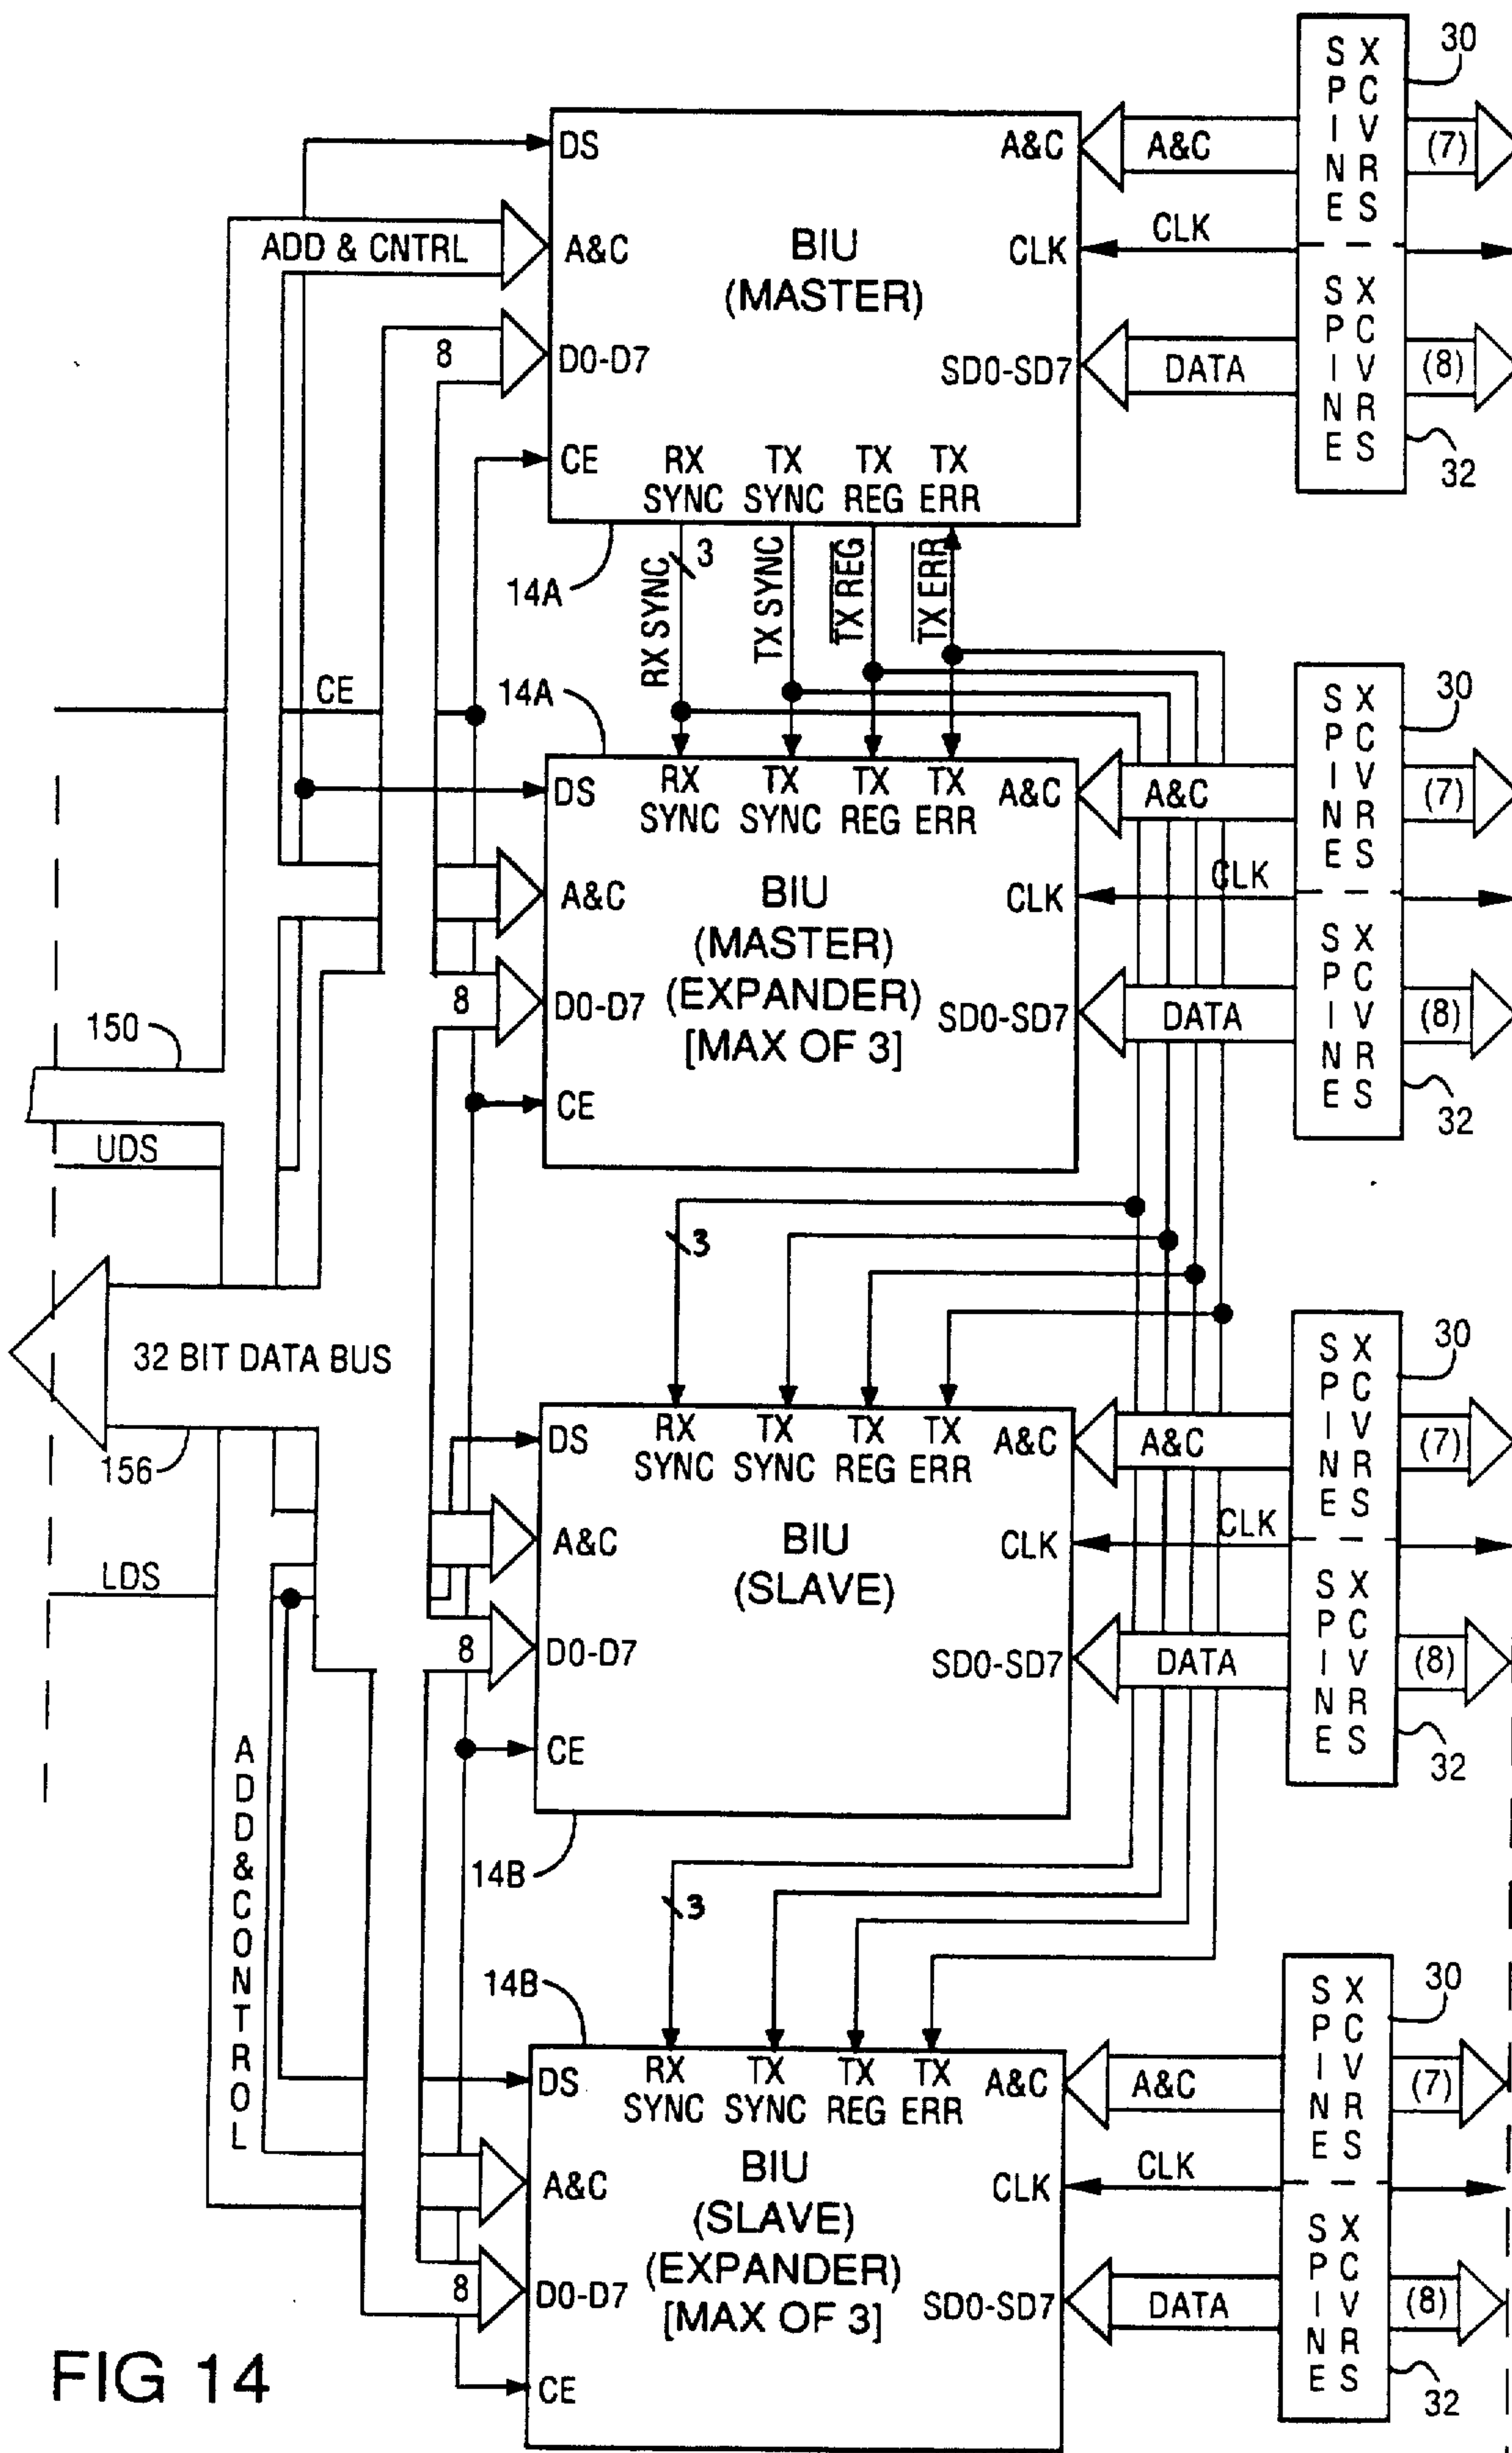 S X
P C
I V
N R
E S
30
DS
A&C
A&C
(7)
ADD & CNTRL
A&C
BIU
(MASTER)
CLK
CLK
S X
P C
I V
N R
E S
8
D0-D7
SD0-SD7
DATA
(8)
32
CE
RX SYNC
TX SYNC
TX REG
TX ERR
14A
RX SYNC
3
TX SYNC
TX REG
TX ERR
CE
14A
S X
P C
I V
N R
E S
30
DS
RX SYNC
TX SYNC
TX REG
TX ERR
A&C
A&C
(7)
A&C
BIU
(MASTER)
(EXPANDER)
[MAX OF 3]
CLK
CLK
S X
P C
I V
N R
E S
8
D0-D7
SD0-SD7
DATA
(8)
32
150
CE
UDS
3
32 BIT DATA BUS
156
S X
P C
I V
N R
E S
30
DS
RX SYNC
TX SYNC
TX REG
TX ERR
A&C
A&C
(7)
A&C
BIU
(SLAVE)
CLK
CLK
LDS
S X
P C
I V
N R
E S
8
D0-D7
SD0-SD7
DATA
(8)
32
CE
ADD&CONTROL
14B
3
14B
S X
P C
I V
N R
E S
30
DS
RX SYNC
TX SYNC
TX REG
TX ERR
A&C
A&C
(7)
A&C
BIU
(SLAVE)
(EXPANDER)
[MAX OF 3]
CLK
CLK
S X
P C
I V
N R
E S
8
D0-D7
SD0-SD7
DATA
(8)
32
CE
FIG 14